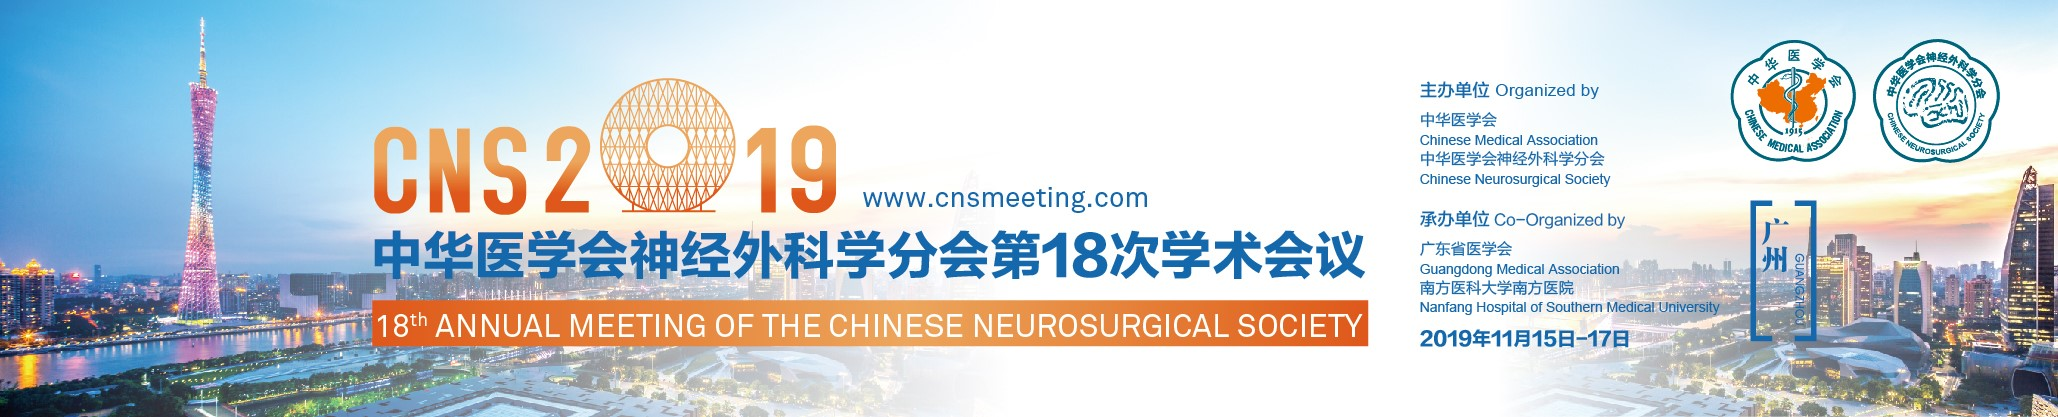 CNS2019
www.cnsmeeting.com
中华医学会神经外科学分会第18次学术会议
18th ANNUAL MEETING OF THE CHINESE NEUROSURGICAL SOCIETY
主办单位 Organized by
中华医学会
Chinese Medical Association
中华医学会神经外科学分会
Chinese Neurosurgical Society
承办单位 Co-Organized by
广东省医学会
Guangdong Medical Association
南方医科大学南方医院
Nanfang Hospital of Southern Medical University
2019年11月15日-17日
中华医学会
1915
CHINESE MEDICAL ASSOCIATION
中华医学会神经外科学分会
CHINESE NEUROSURGICAL SOCIETY
广州
GUANGZHOU